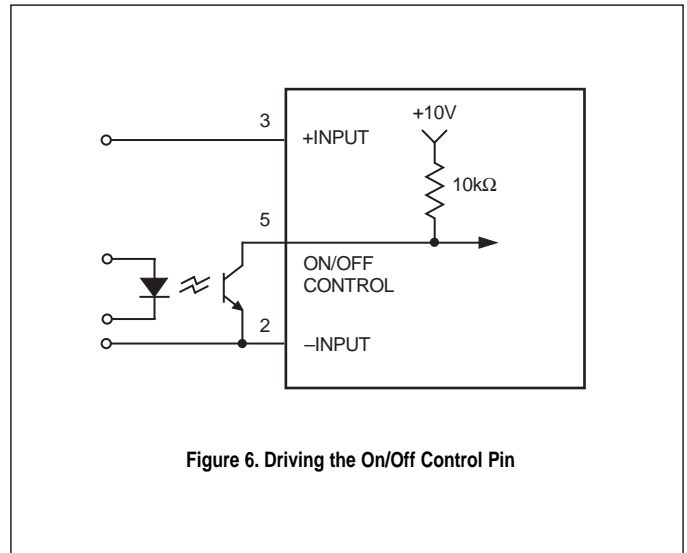 +10V
3
+INPUT
10kΩ
5
ON/OFF
CONTROL
2
–INPUT
Figure 6. Driving the On/Off Control Pin